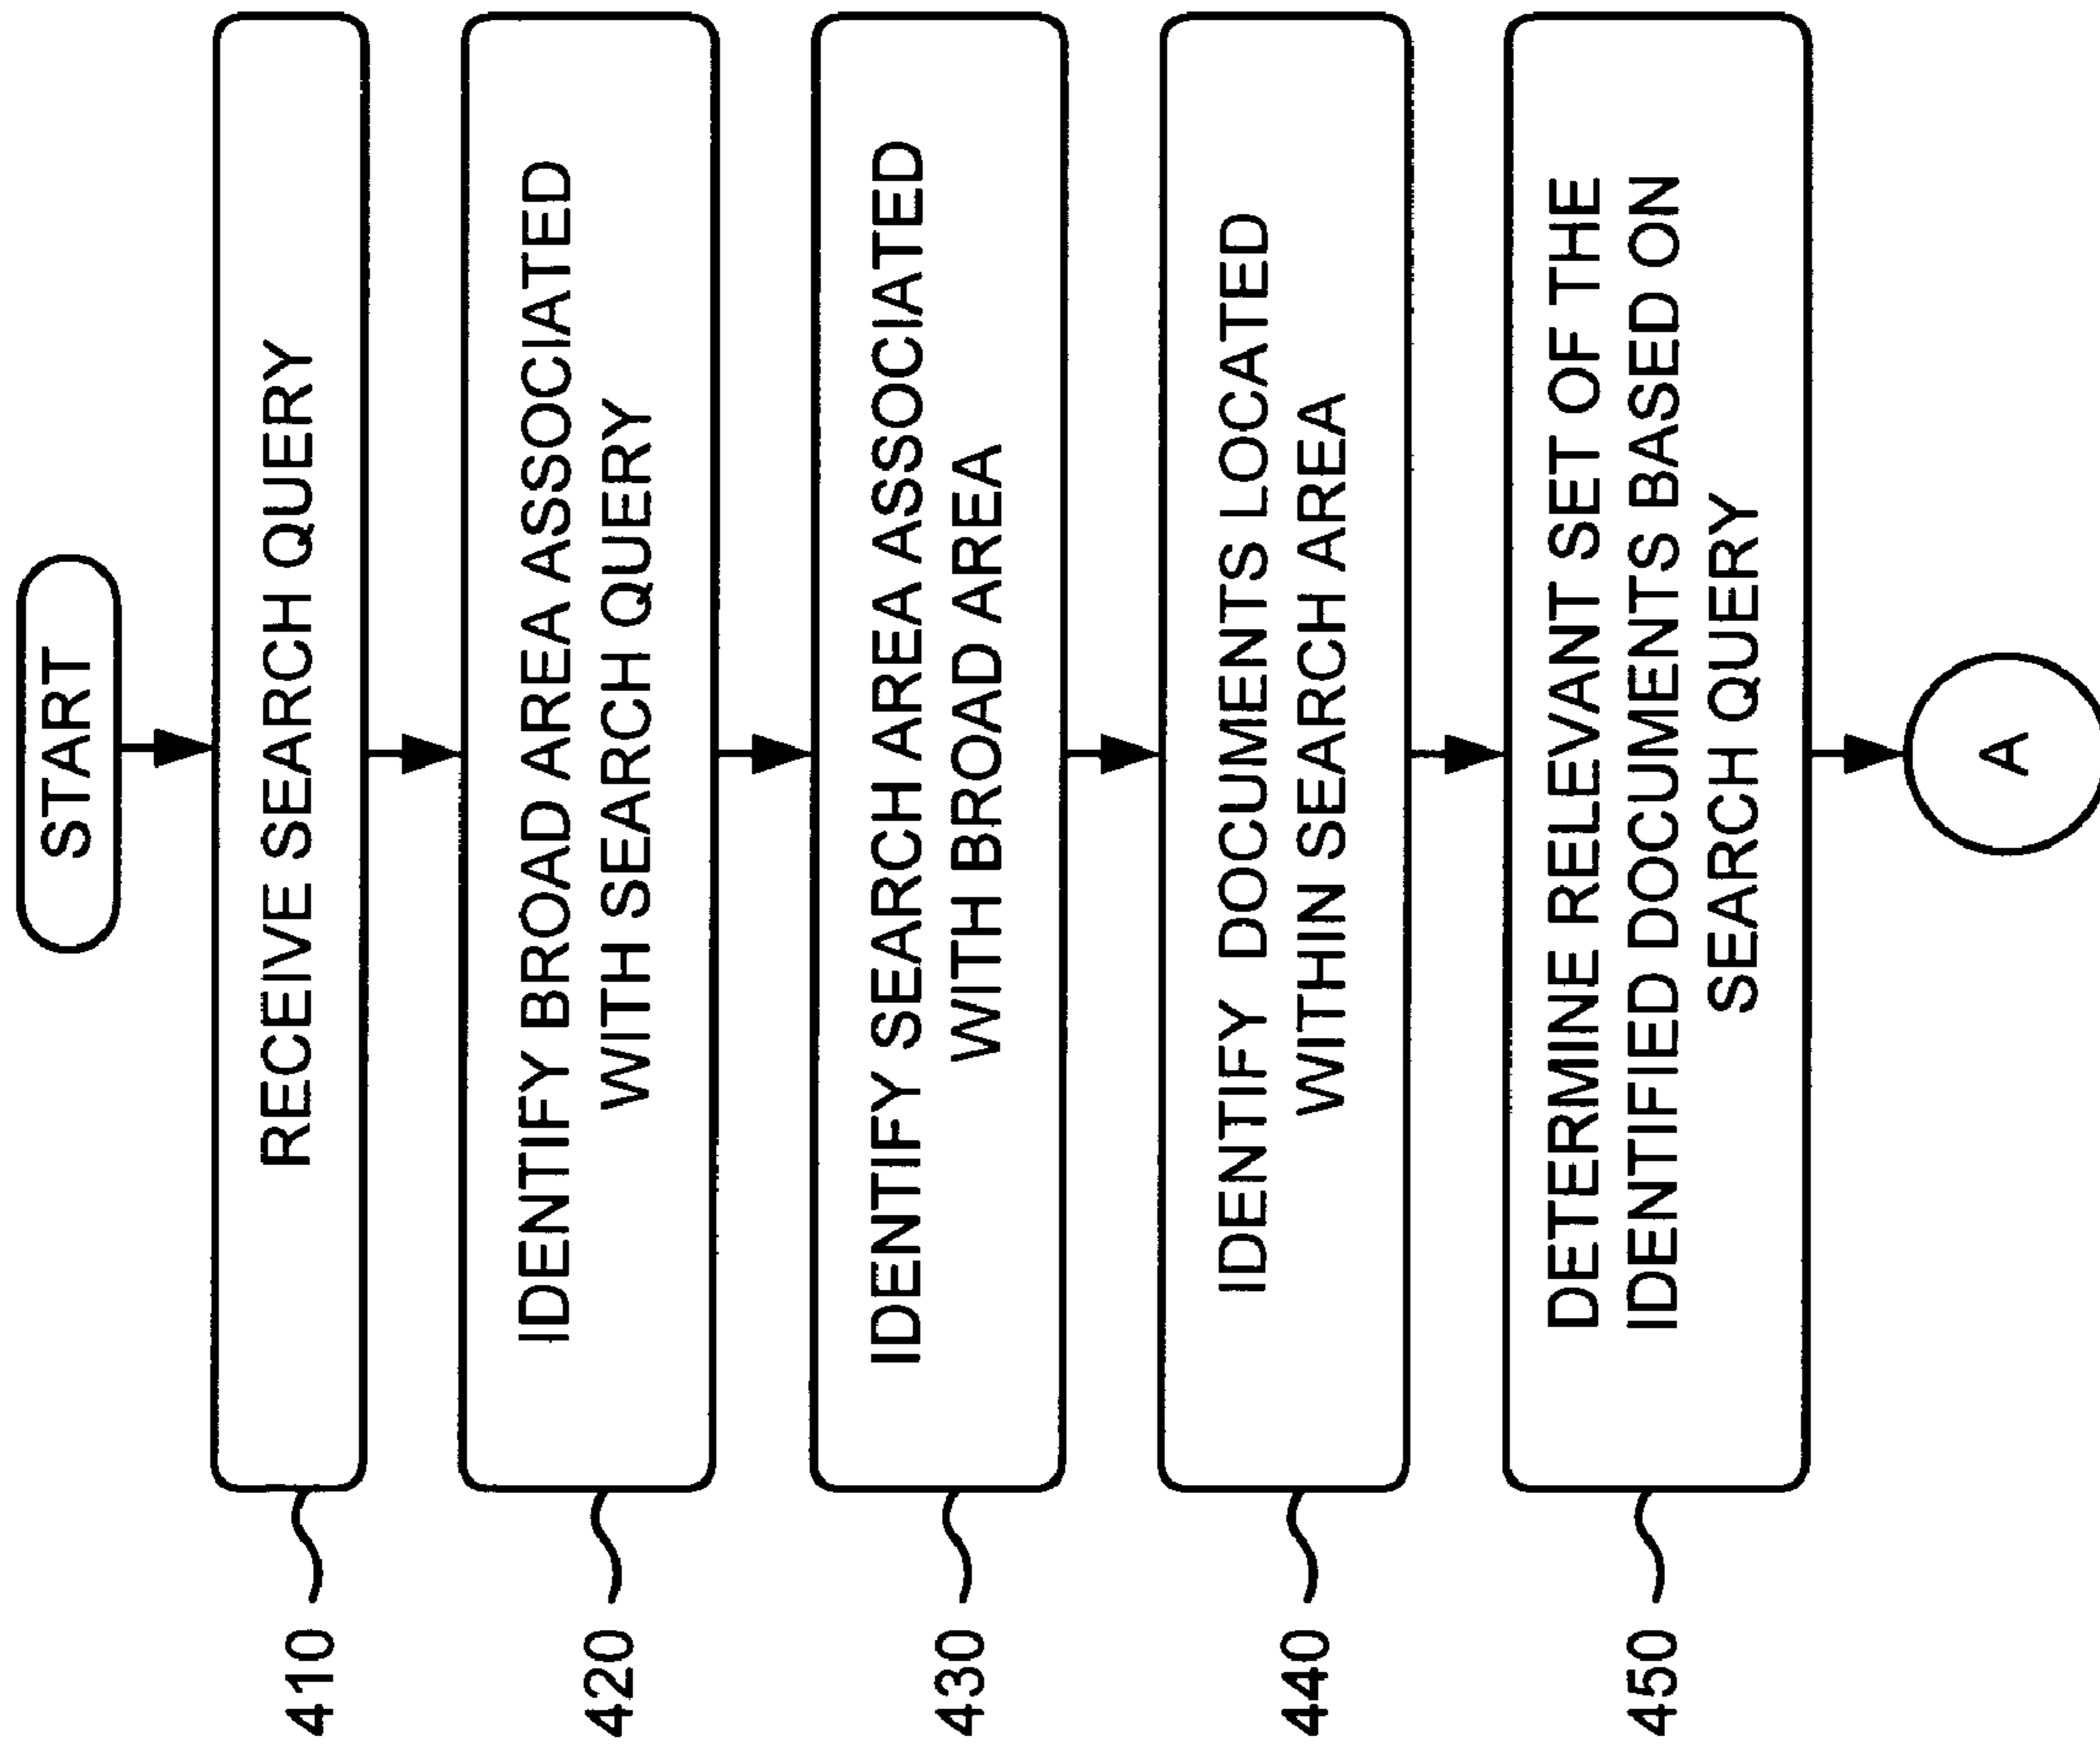 START
410
RECEIVE SEARCH QUERY
420
IDENTIFY BROAD AREA ASSOCIATED
WITH SEARCH QUERY
430
IDENTIFY SEARCH AREA ASSOCIATED
WITH BROAD AREA
440
IDENTIFY DOCUMENTS LOCATED
WITHIN SEARCH AREA
450
DETERMINE RELEVANT SET OF THE
IDENTIFIED DOCUMENTS BASED ON
SEARCH QUERY
A